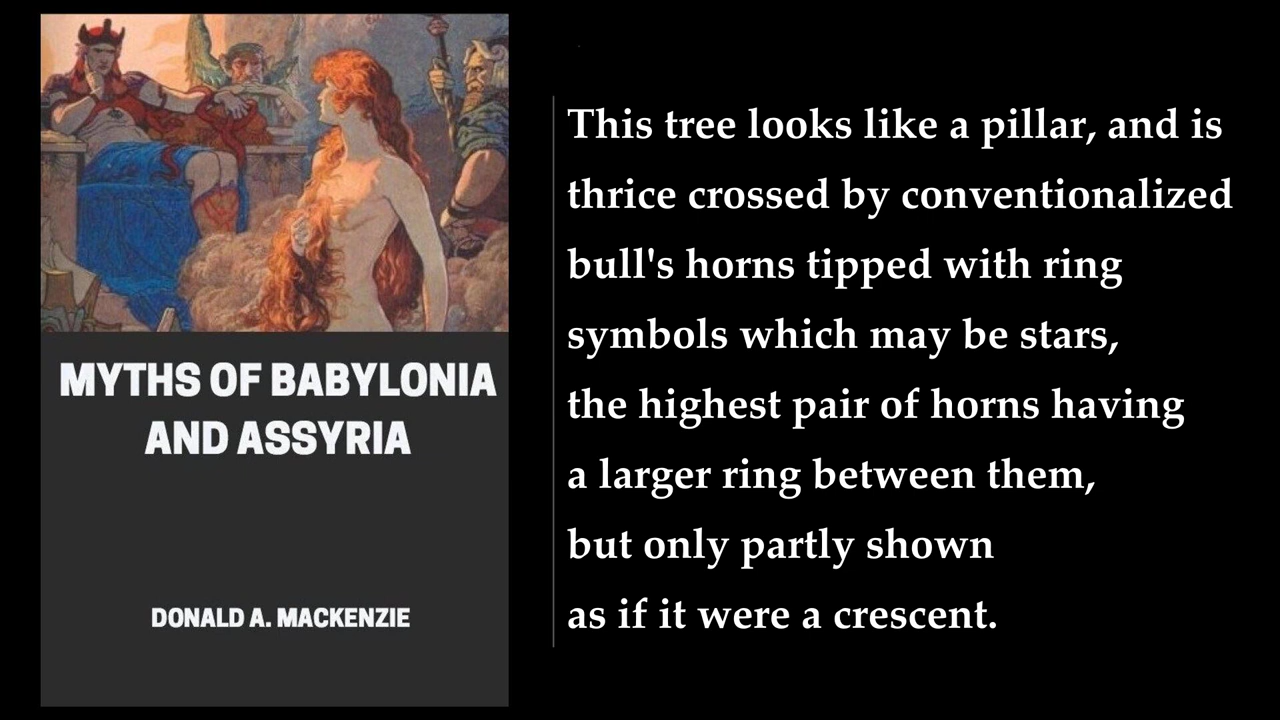 MYTHS OF BABYLONIA
AND ASSYRIA
DONALD A. MACKENZIE
This tree looks like a pillar, and is
thrice crossed by conventionalized
bull's horns tipped with ring
symbols which may be stars,
the highest pair of horns having
a larger ring between them,
but only partly shown
as if it were a crescent.